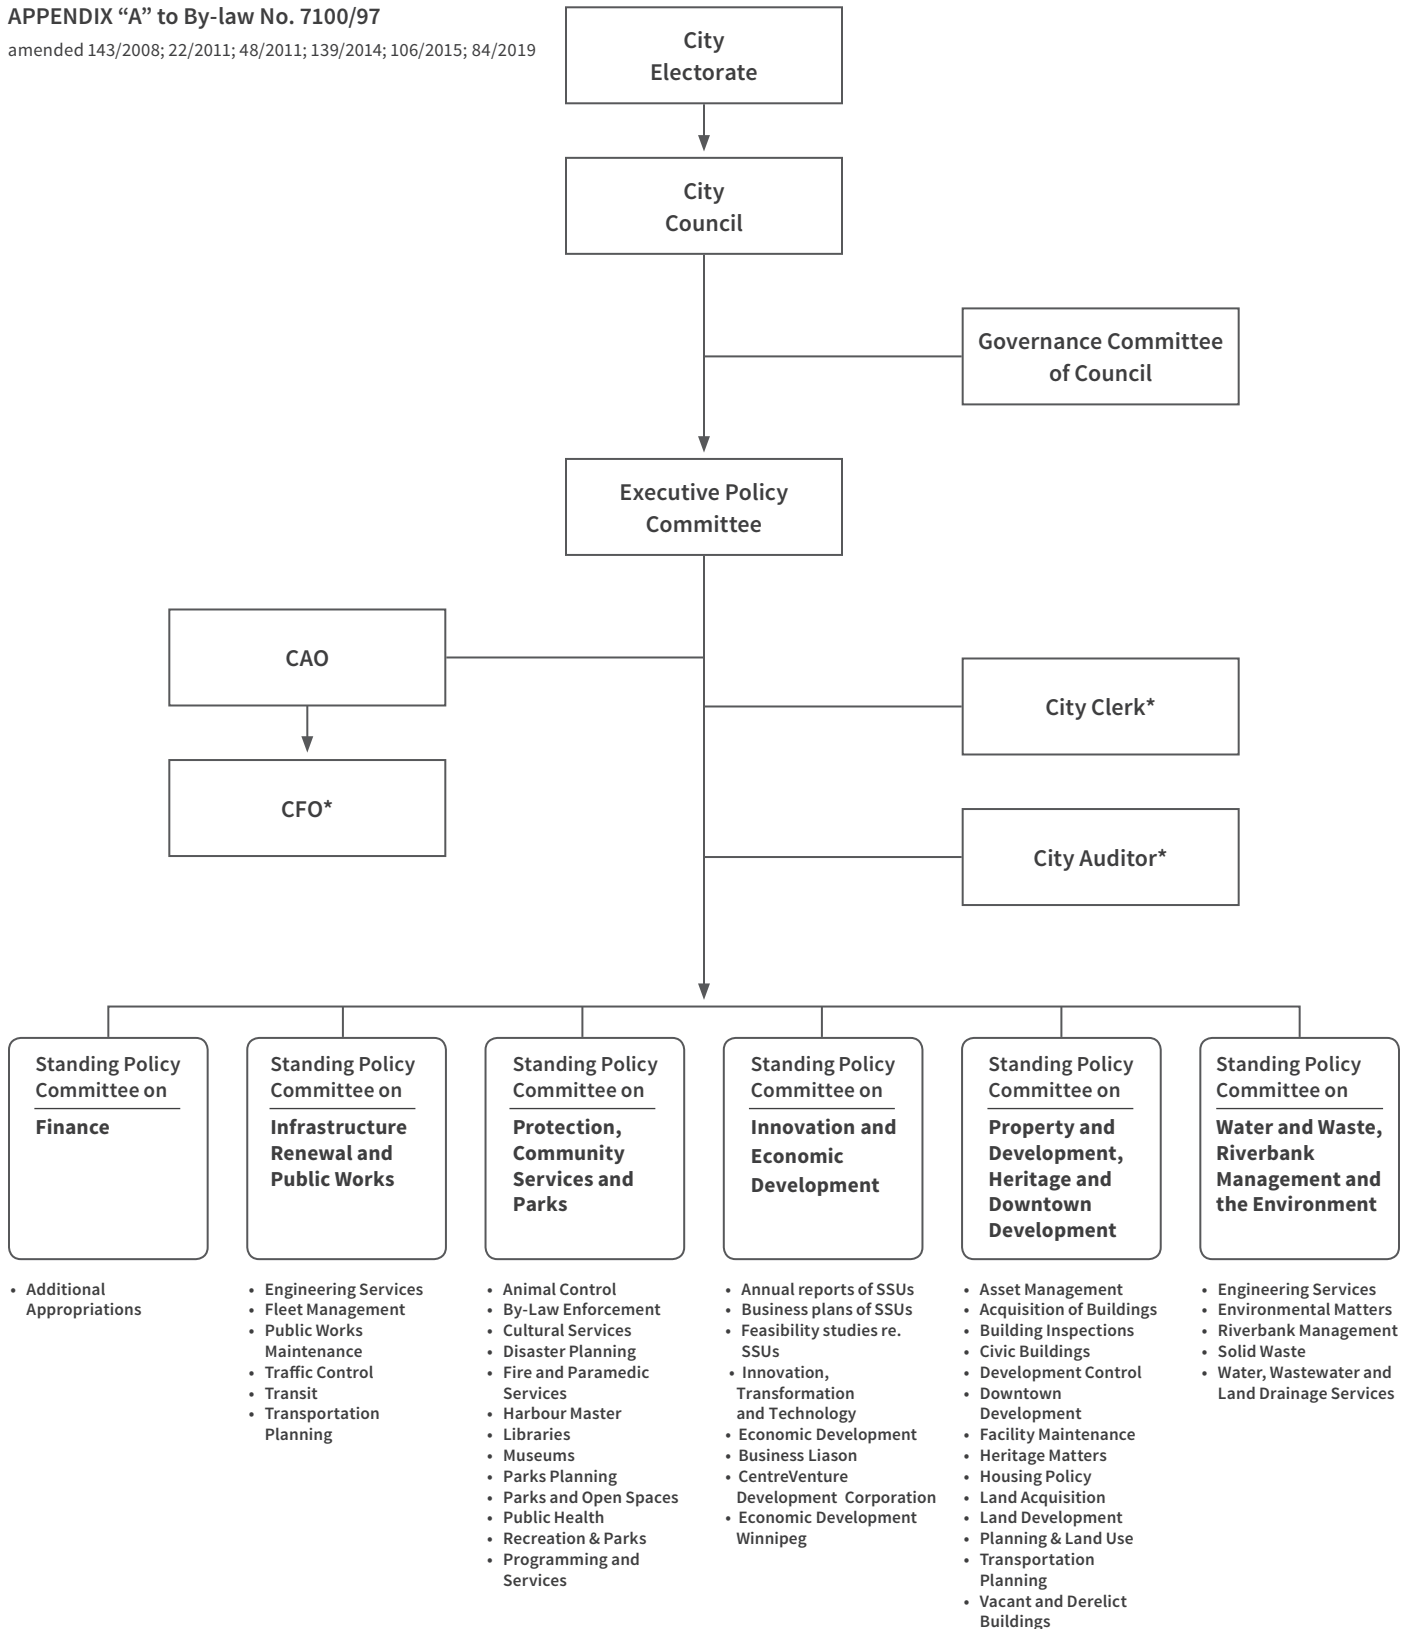 APPENDIX “A” to By-law No. 7100/97
amended 143/2008; 22/2011; 48/2011; 139/2014; 106/2015; 84/2019
City
Electorate
City
Council
Governance Committee
of Council
Executive Policy
Committee
CAO
City Clerk*
CFO*
City Auditor*
Standing Policy
Committee on
Finance
• Additional
Appropriations
Standing Policy
Committee on
Infrastructure
Renewal and
Public Works
• Engineering Services
• Fleet Management
• Public Works
Maintenance
• Traffic Control
• Transit
• Transportation
Planning
Standing Policy
Committee on
Protection,
Community
Services and
Parks
• Animal Control
• By-Law Enforcement
• Cultural Services
• Disaster Planning
• Fire and Paramedic
Services
• Harbour Master
• Libraries
• Museums
• Parks Planning
• Parks and Open Spaces
• Public Health
• Recreation & Parks
• Programming and
Services
Standing Policy
Committee on
Innovation and
Economic
Development
• Annual reports of SSUs
• Business plans of SSUs
• Feasibility studies re.
SSUs
• Innovation,
Transformation
and Technology
• Economic Development
• Business Liason
• CentreVenture
Development Corporation
• Economic Development
Winnipeg
Standing Policy
Committee on
Property and
Development,
Heritage and
Downtown
Development
• Asset Management
• Acquisition of Buildings
• Building Inspections
• Civic Buildings
• Development Control
• Downtown
Development
• Facility Maintenance
• Heritage Matters
• Housing Policy
• Land Acquisition
• Land Development
• Planning & Land Use
• Transportation
Planning
• Vacant and Derelict
Buildings
Standing Policy
Committee on
Water and Waste,
Riverbank
Management and
the Environment
• Engineering Services
• Environmental Matters
• Riverbank Management
• Solid Waste
• Water, Wastewater and
Land Drainage Services